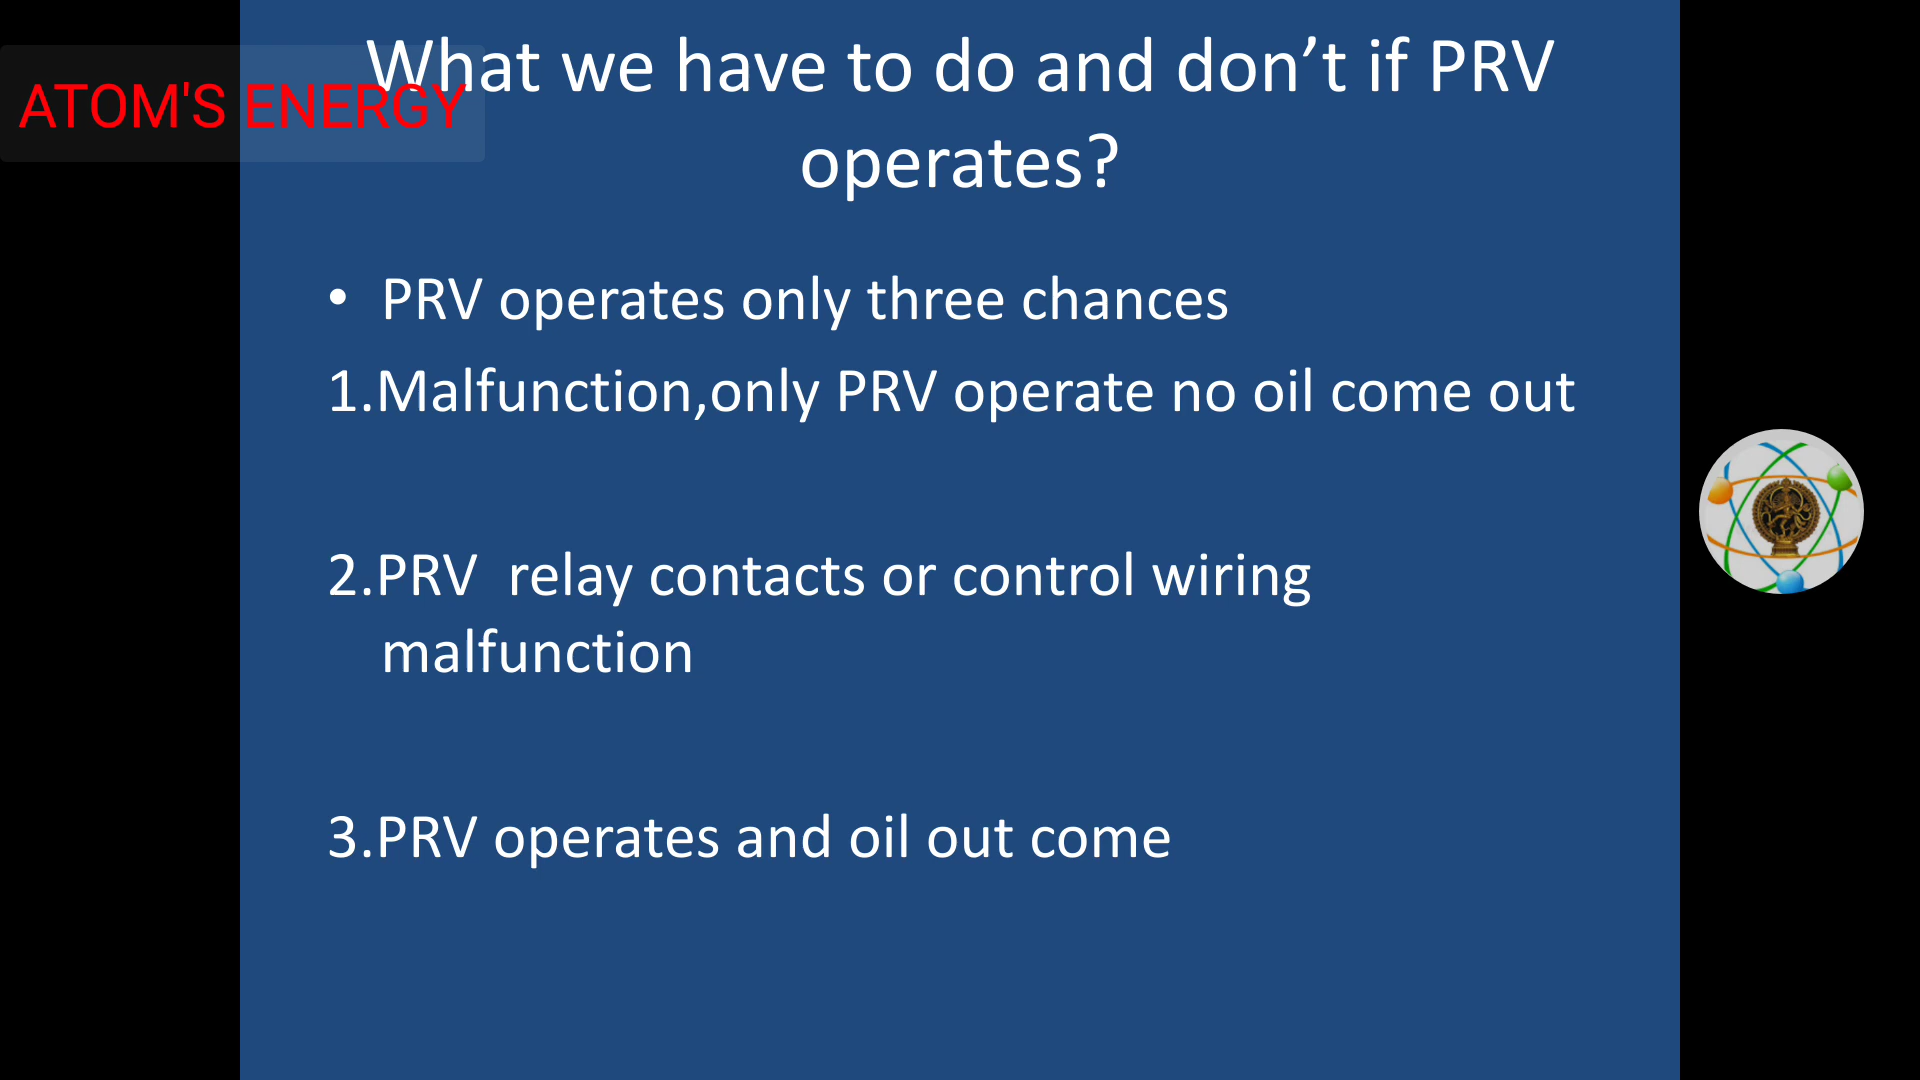 What we have to do and don’t if PRV
operates?
ATOM'S ENERGY
• PRV operates only three chances
1.Malfunction,only PRV operate no oil come out
2.PRV  relay contacts or control wiring
malfunction
3.PRV operates and oil out come